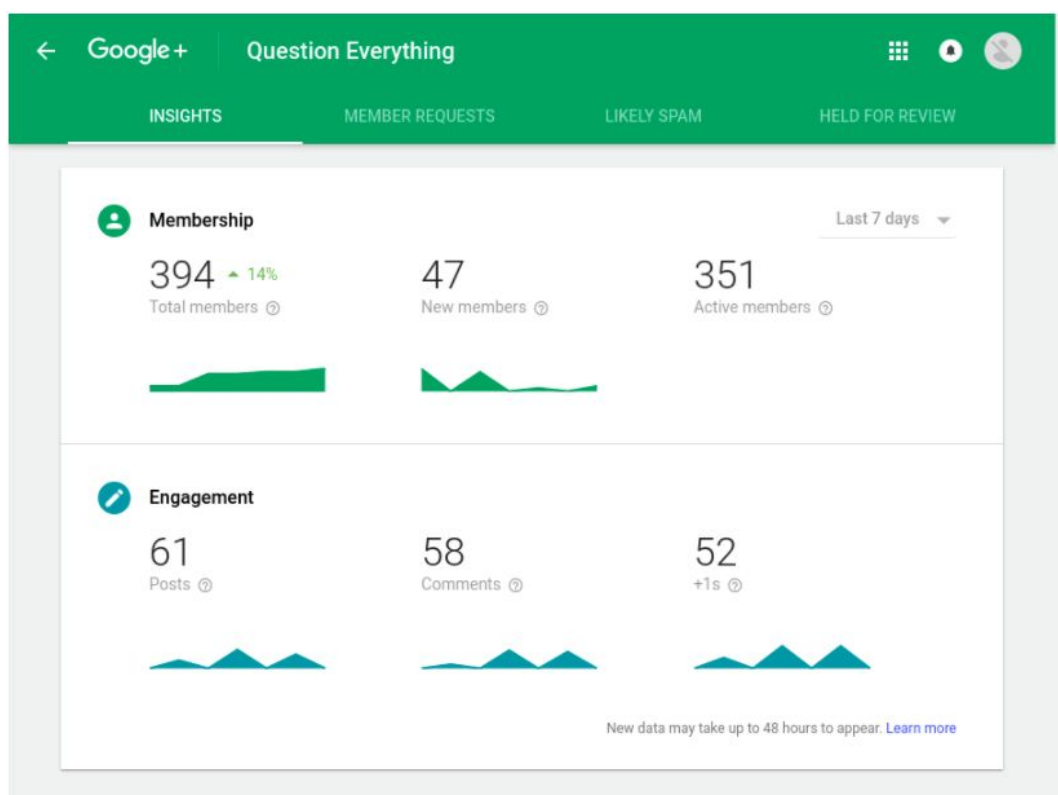 Google+ Question Everything
INSIGHTS MEMBER REQUESTS LIKELY SPAM HELD FOR REVIEW
Membership Last 7 days
394 14% 47 351
Total members New members Active members
Engagement
61 58 52
Posts Comments +1s
New data may take up to 48 hours to appear. Learn more